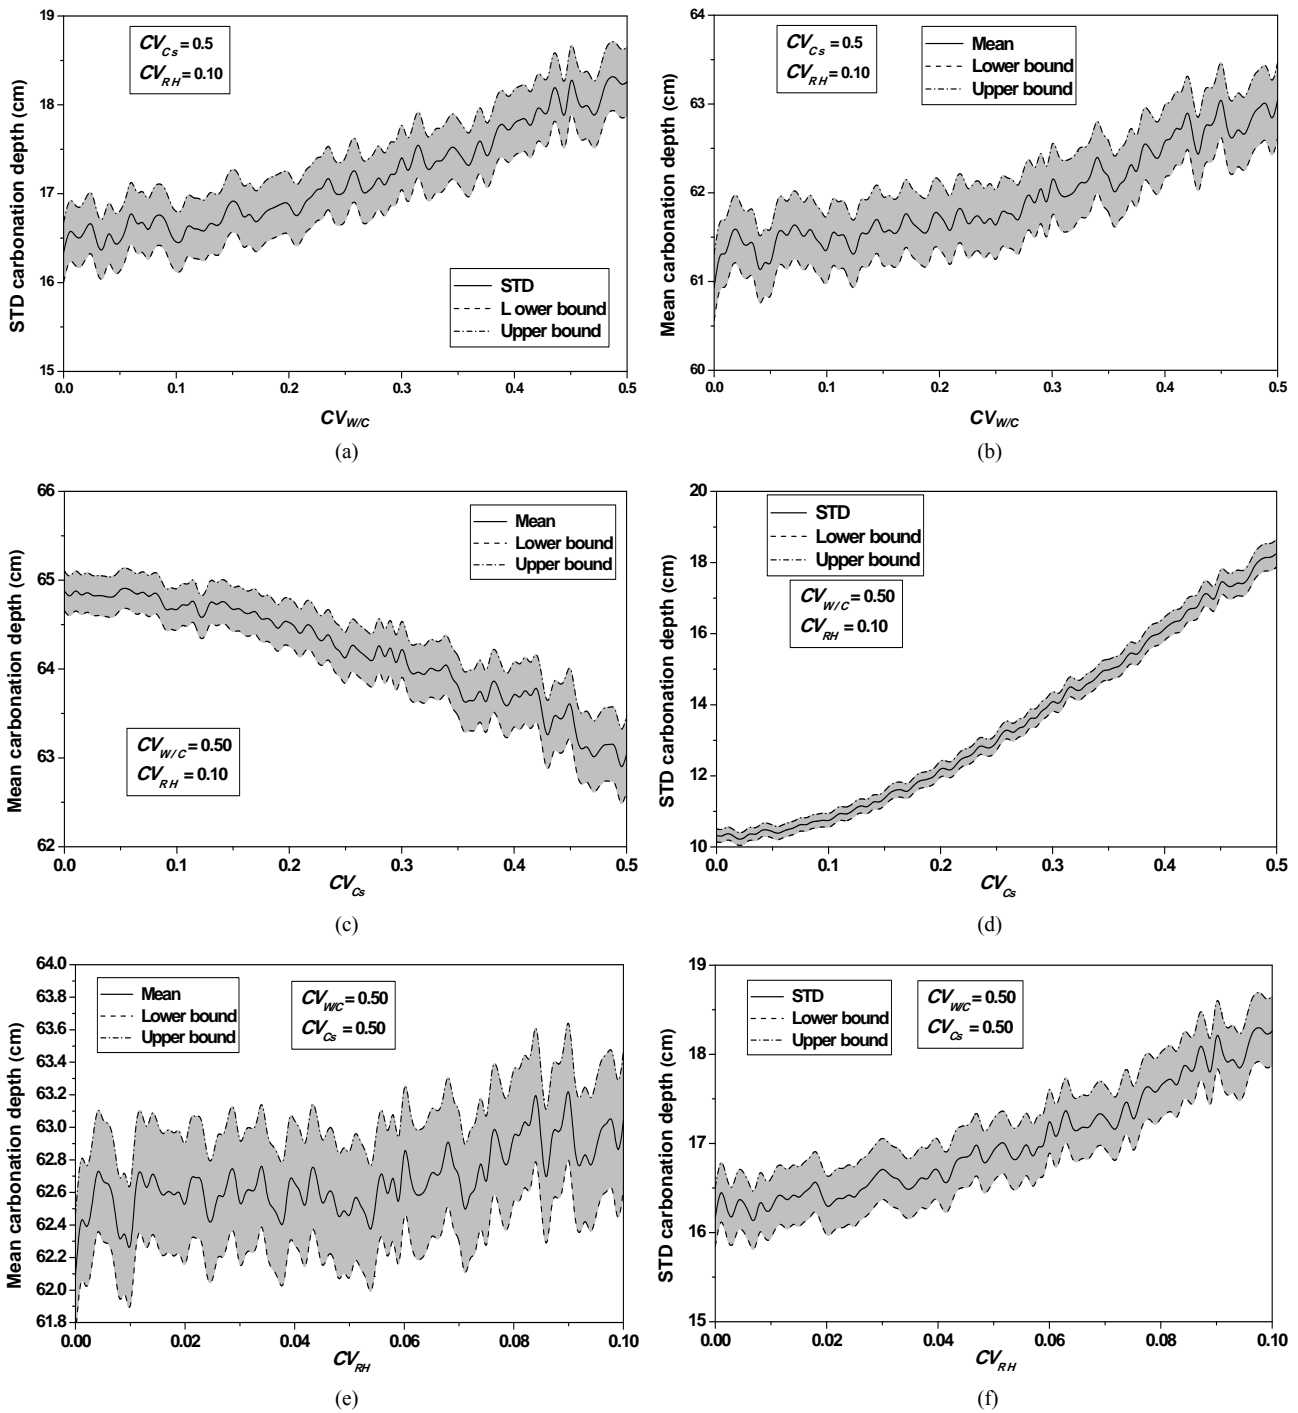 19
18
17
16
15
STD carbonation depth (cm)
CV_Cs = 0.5
CV_RH = 0.10
STD
L ower bound
Upper bound
0.0 0.1 0.2 0.3 0.4 0.5
CV_W/C
(a)
64
63
62
61
60
Mean carbonation depth (cm)
CV_Cs = 0.5
CV_RH = 0.10
Mean
Lower bound
Upper bound
0.0 0.1 0.2 0.3 0.4 0.5
CV_W/C
(b)
66
65
64
63
62
Mean carbonation depth (cm)
Mean
Lower bound
Upper bound
CV_W/C = 0.50
CV_RH = 0.10
0.0 0.1 0.2 0.3 0.4 0.5
CV_Cs
(c)
20
18
16
14
12
10
STD carbonation depth (cm)
STD
Lower bound
Upper bound
CV_W/C = 0.50
CV_RH = 0.10
0.0 0.1 0.2 0.3 0.4 0.5
CV_Cs
(d)
64.0
63.8
63.6
63.4
63.2
63.0
62.8
62.6
62.4
62.2
62.0
61.8
Mean carbonation depth (cm)
Mean
Lower bound
Upper bound
CV_W/C = 0.50
CV_Cs = 0.50
0.00 0.02 0.04 0.06 0.08 0.10
CV_RH
(e)
19
18
17
16
15
STD carbonation depth (cm)
STD
Lower bound
Upper bound
CV_W/C = 0.50
CV_Cs = 0.50
0.00 0.02 0.04 0.06 0.08 0.10
CV_RH
(f)